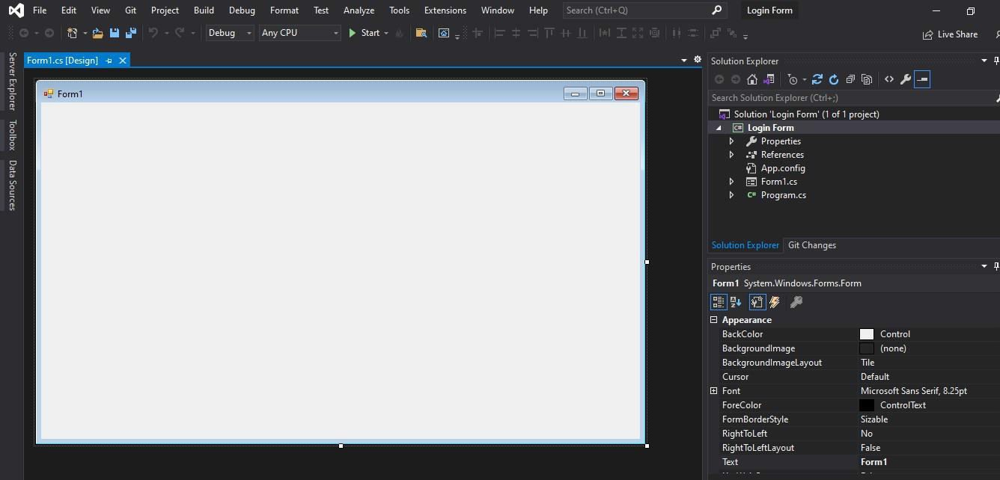 File Edit View Git Project Build Debug Format Test Analyze Tools Extensions Window Help Search (Ctrl+Q) Login Form
Debug Any CPU Start Live Share
Server Explorer
Toolbox
Data Sources
Form1.cs [Design]
Form1
Solution Explorer
Search Solution Explorer (Ctrl+;)
Solution 'Login Form' (1 of 1 project)
C# Login Form
Properties
References
App.config
Form1.cs
C# Program.cs
Solution Explorer Git Changes
Properties
Form1 System.Windows.Forms.Form
Appearance
BackColor Control
BackgroundImage (none)
BackgroundImageLayout Tile
Cursor Default
Font Microsoft Sans Serif, 8.25pt
ForeColor ControlText
FormBorderStyle Sizable
RightToLeft No
RightToLeftLayout False
Text Form1